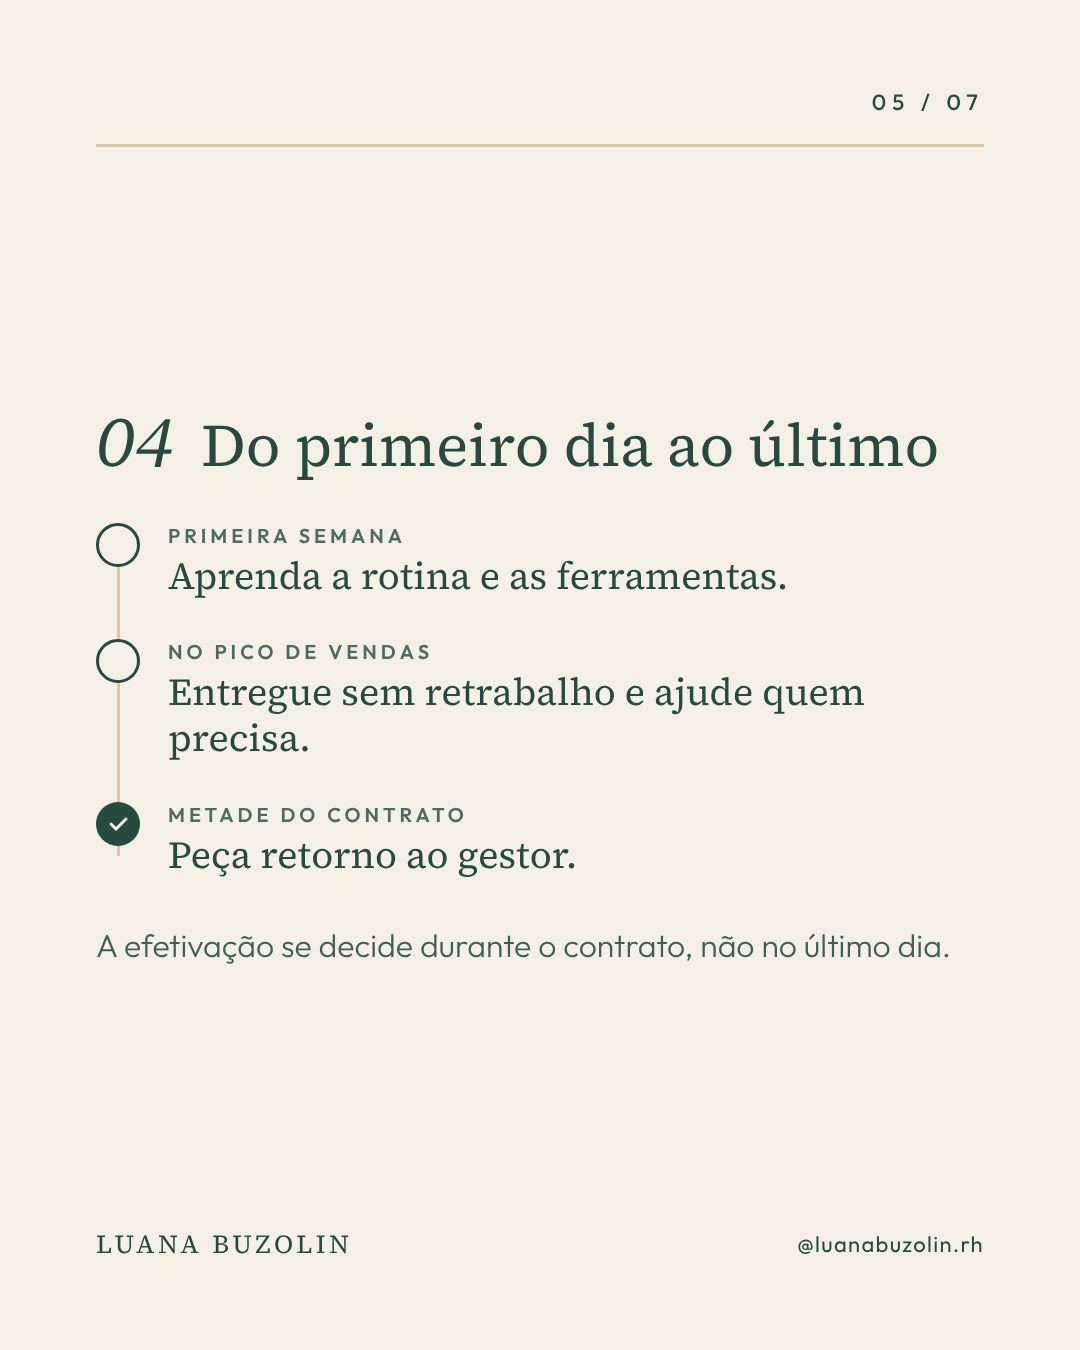 05 / 07
04 Do primeiro dia ao último
PRIMEIRA SEMANA
Aprenda a rotina e as ferramentas.
NO PICO DE VENDAS
Entregue sem retrabalho e ajude quem
precisa.
METADE DO CONTRATO
Peça retorno ao gestor.
A efetivação se decide durante o contrato, não no último dia.
LUANA BUZOLIN
@luanabuzolin.rh